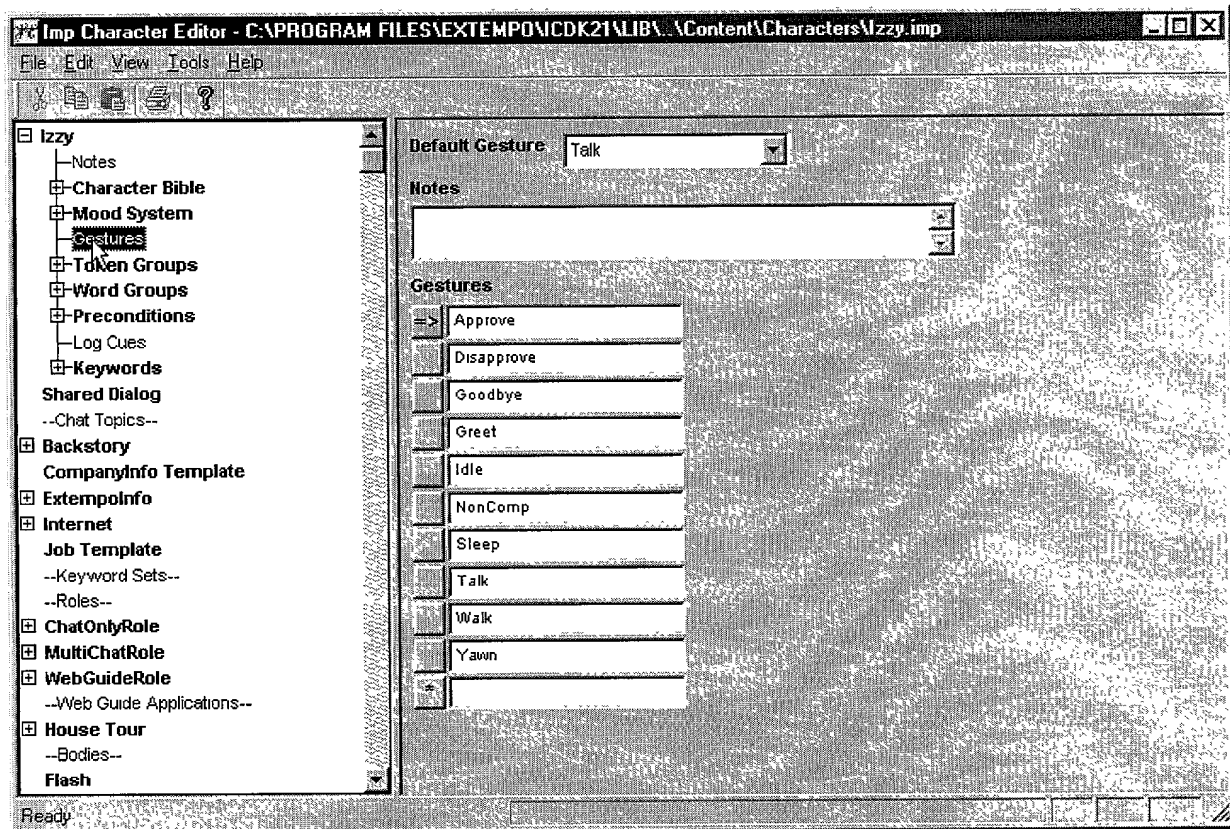 Imp Character Editor - C:\PROGRAM FILES\EXTEMPO\ICDK21\LIB\..\Content\Characters\Izzy.imp
File Edit View Tools Help
Izzy
Notes
Character Bible
Mood System
Gestures
Token Groups
Word Groups
Preconditions
Log Cues
Keywords
Shared Dialog
--Chat Topics--
Backstory
CompanyInfo Template
ExtempoInfo
Internet
Job Template
--Keyword Sets--
--Roles--
ChatOnlyRole
MultiChatRole
WebGuideRole
--Web Guide Applications--
House Tour
--Bodies--
Flash
Default Gesture Talk
Notes
Gestures
=> Approve
Disapprove
Goodbye
Greet
Idle
NonComp
Sleep
Talk
Walk
Yawn
*
Ready